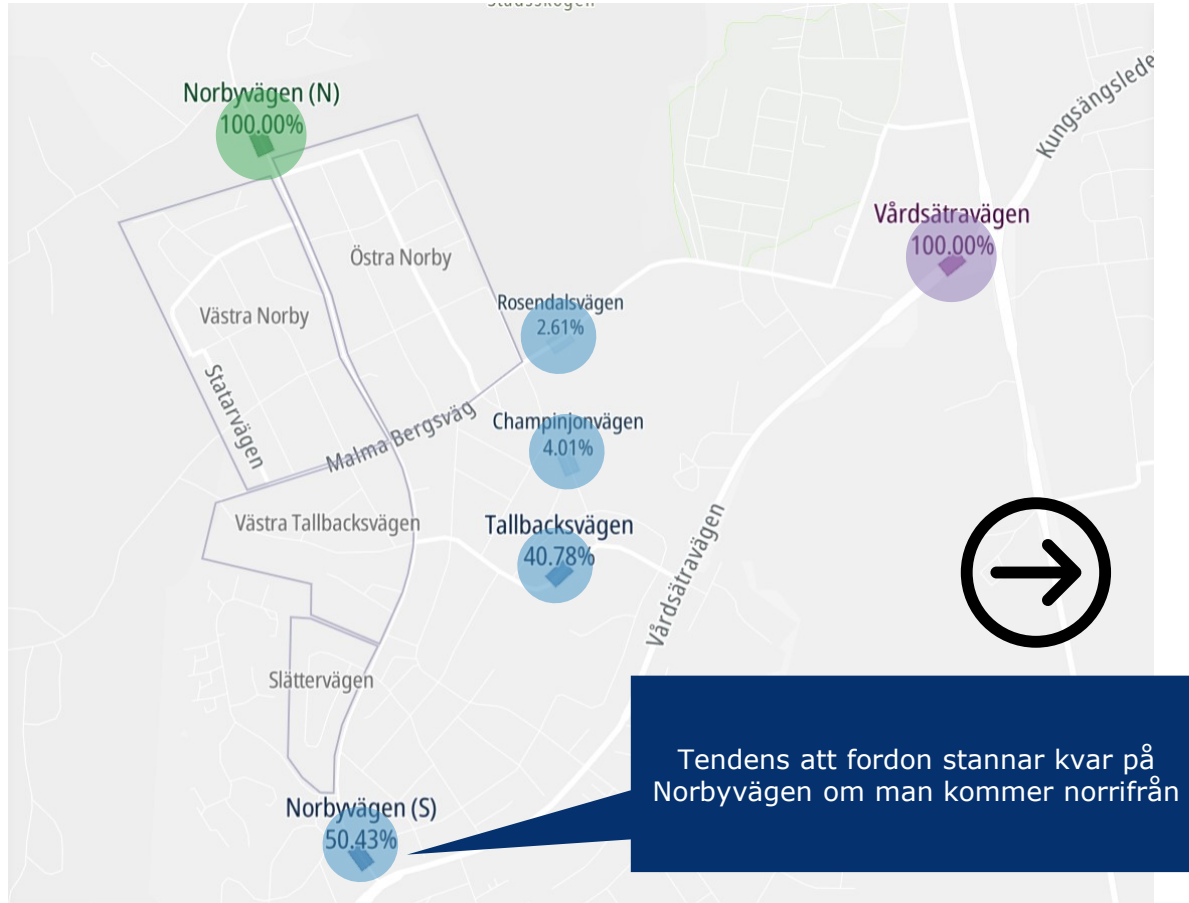 Stadsskogen
Norbyvägen (N)
100.00%
Kungsängslede
Vårdsätravägen
100.00%
Östra Norby
Västra Norby
Rosendalsvägen
2.61%
Statarvägen
Malma Bergsväg
Champinjonvägen
4.01%
Västra Tallbacksvägen
Tallbacksvägen
40.78%
Vårdsätravägen
Slättervägen
Norbyvägen (S)
50.43%
Tendens att fordon stannar kvar på
Norbyvägen om man kommer norrifrån